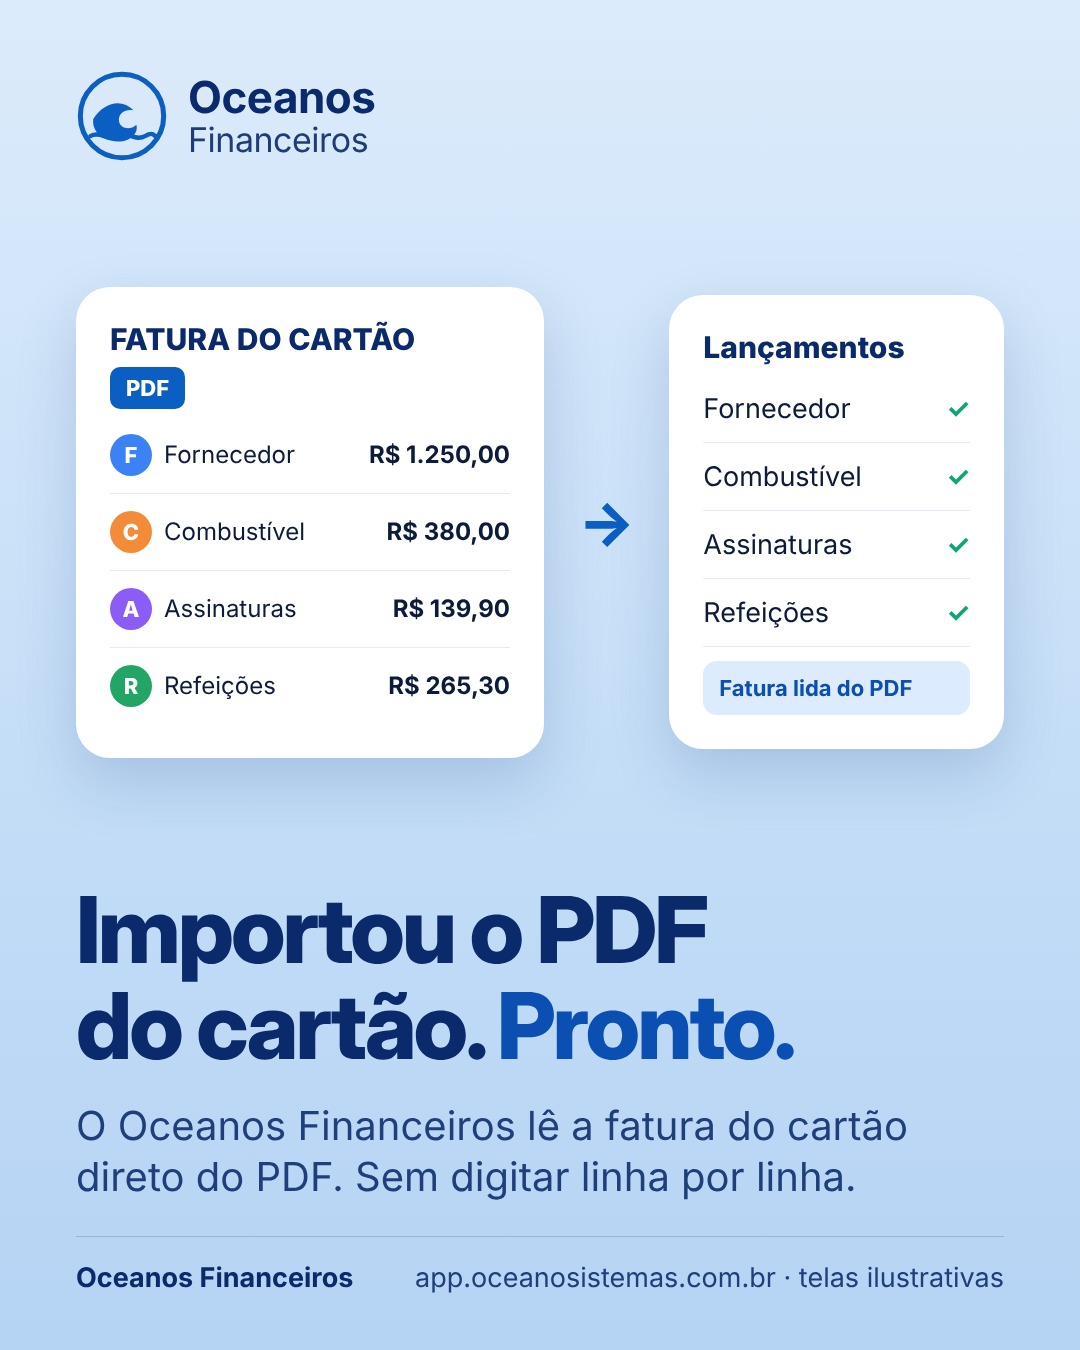 Oceanos
Financeiros
FATURA DO CARTÃO
PDF
F Fornecedor R$ 1.250,00
C Combustível R$ 380,00
A Assinaturas R$ 139,90
R Refeições R$ 265,30
Lançamentos
Fornecedor
Combustível
Assinaturas
Refeições
Fatura lida do PDF
Importou o PDF
do cartão. Pronto.
O Oceanos Financeiros lê a fatura do cartão
direto do PDF. Sem digitar linha por linha.
Oceanos Financeiros app.oceanosistemas.com.br · telas ilustrativas